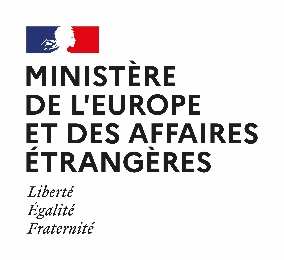 MINISTÈRE
DE L'EUROPE
ET DES AFFAIRES
ÉTRANGÈRES
Liberté
Égalité
Fraternité